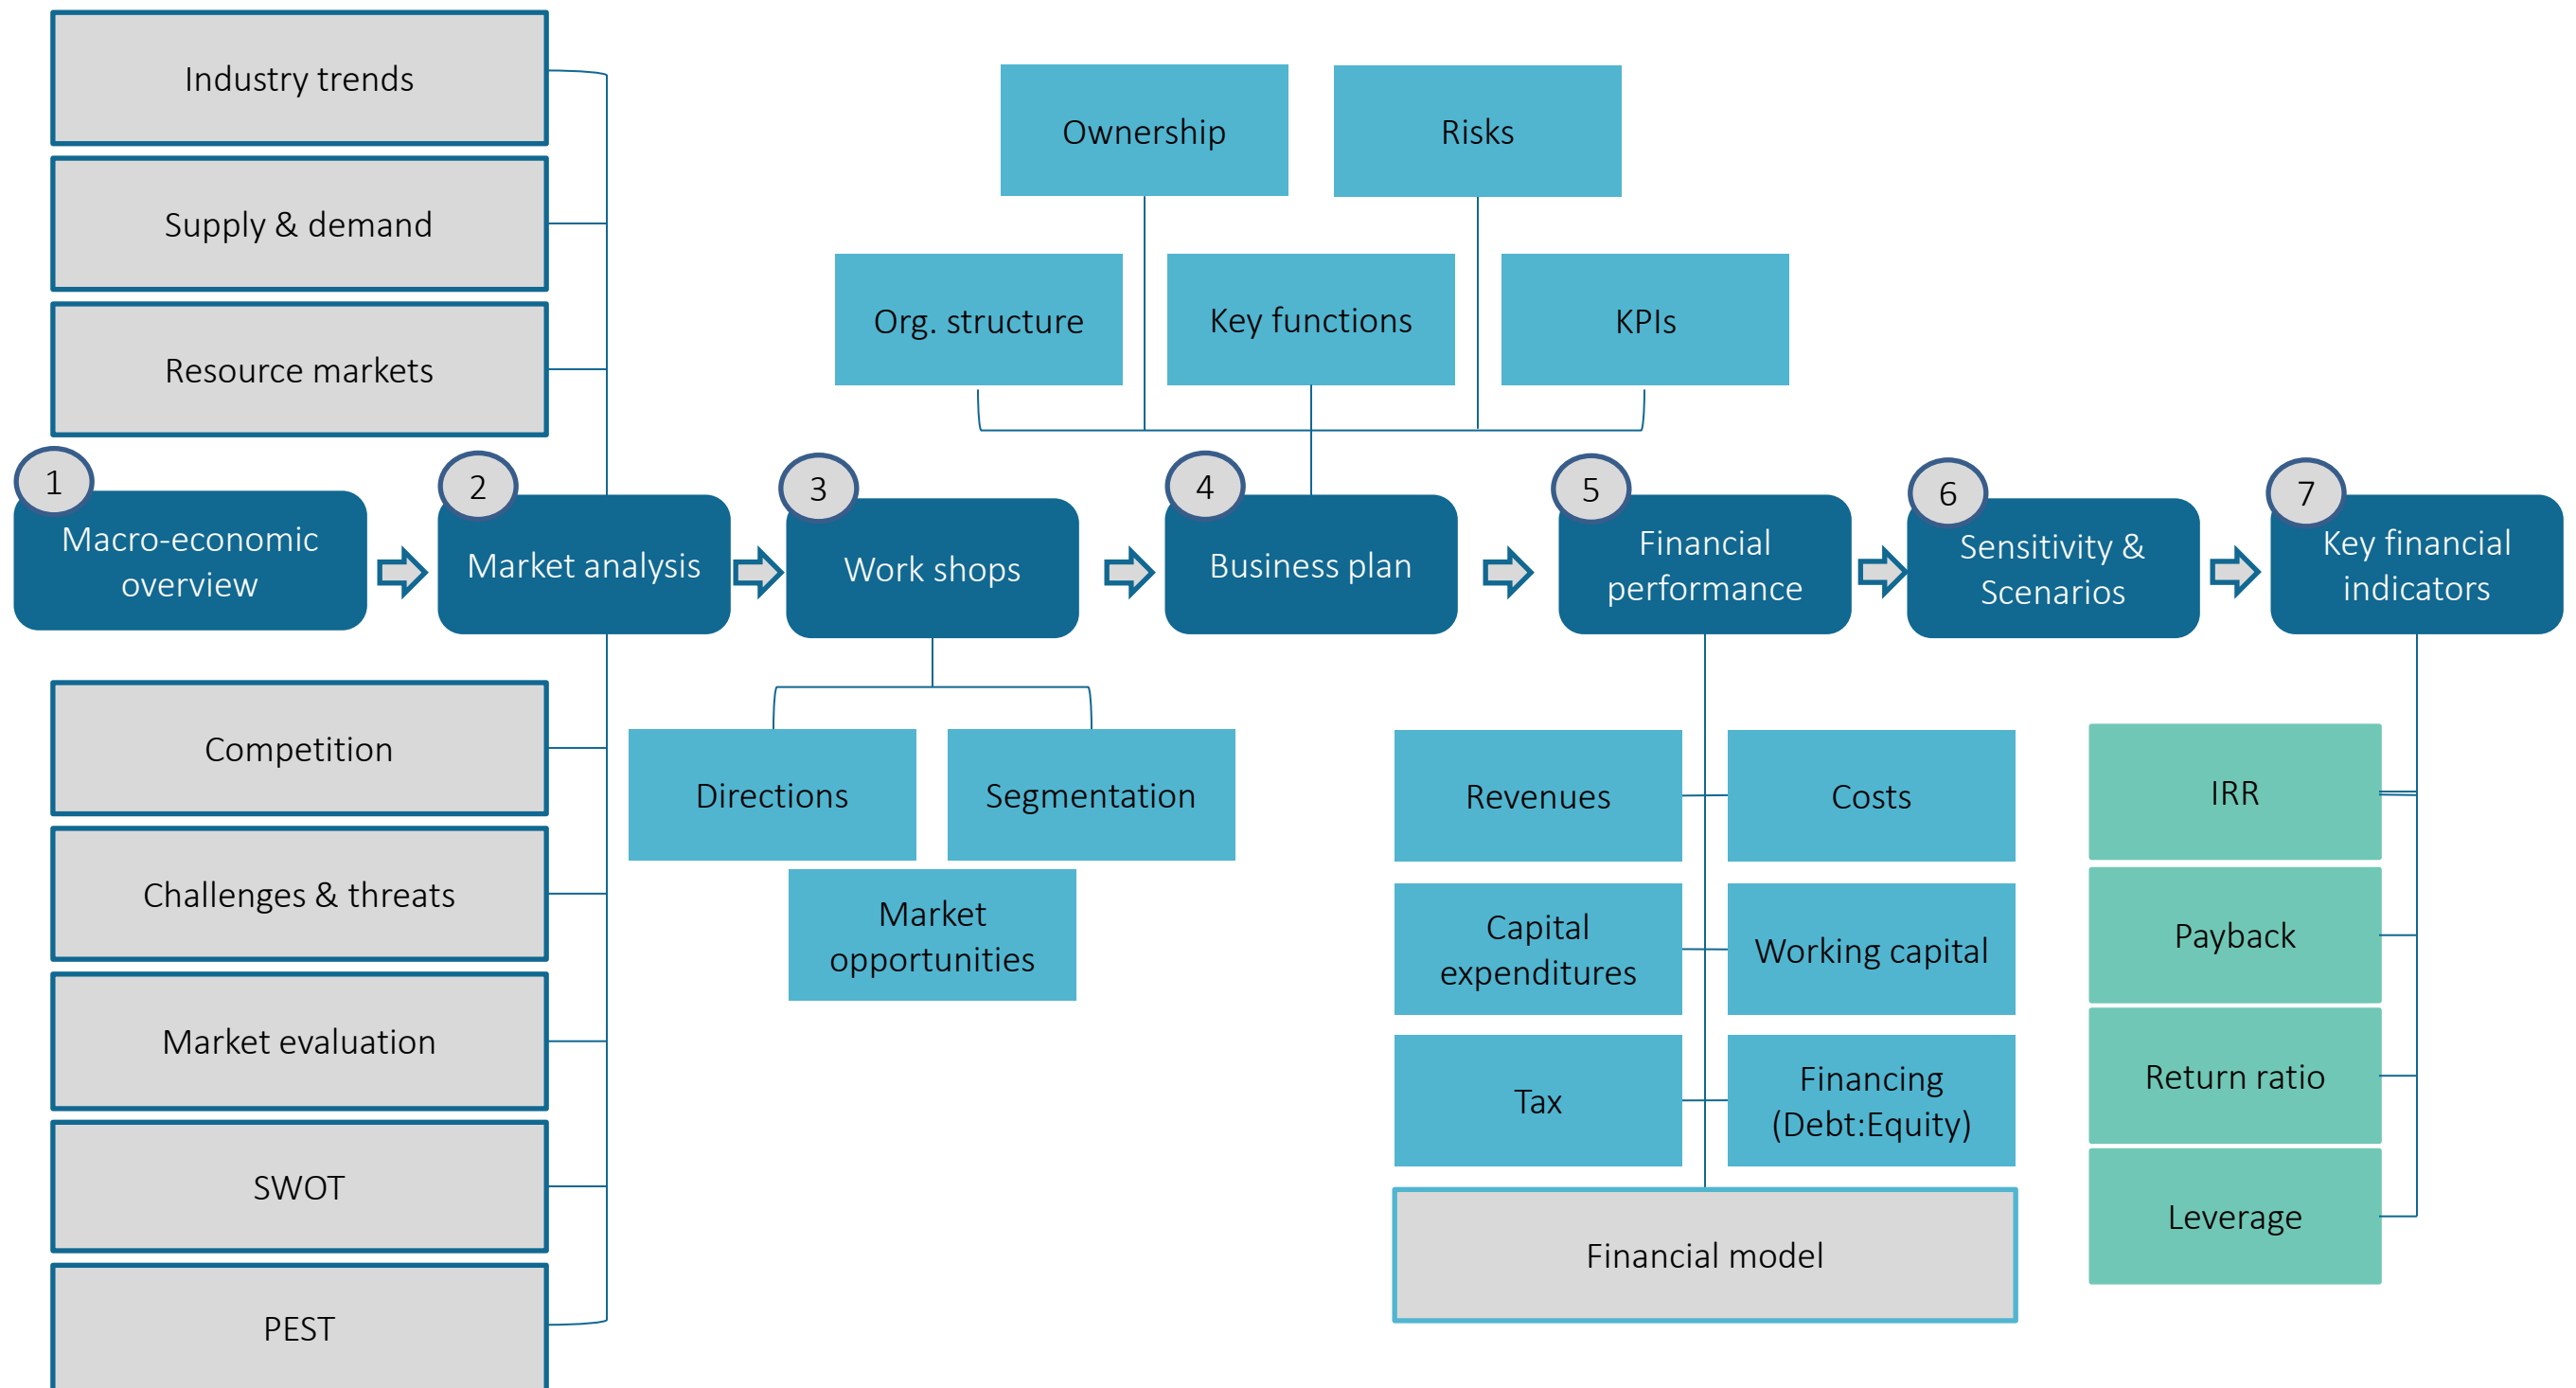 Industry trends
Supply & demand
Resource markets
Ownership
Risks
Org. structure
Key functions
KPIs
1
Macro-economic
overview
2
Market analysis
3
Work shops
4
Business plan
5
Financial
performance
6
Sensitivity &
Scenarios
7
Key financial
indicators
Competition
Challenges & threats
Market evaluation
SWOT
PEST
Directions
Segmentation
Market
opportunities
Revenues
Costs
Capital
expenditures
Working capital
Tax
Financing
(Debt:Equity)
Financial model
IRR
Payback
Return ratio
Leverage